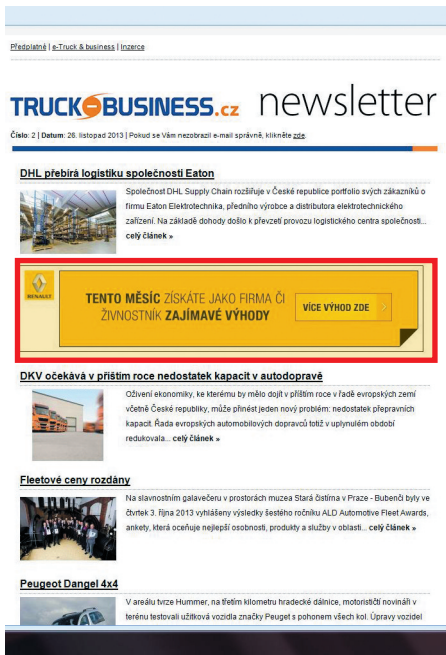 Předplatné | e-Truck & business | Inzerce
TRUCK BUSINESS.cz newsletter
Číslo: 2 | Datum: 28. listopad 2013 | Pokud se Vám nezobrazil e-mail správně, klikněte zde.
DHL přebírá logistiku společnosti Eaton
Společnost DHL Supply Chain rozšiřuje v České republice portfolio svých zákazníků o
firmu Eaton Elektrotechnika, předního výrobce a distributora elektrotechnického
zařízení. Na základě dohody došlo k převzetí provozu logistického centra společnosti...
celý článek »
RENAULT
TENTO MĚSÍC ZÍSKÁTE JAKO FIRMA ČI
ŽIVNOSTNÍK ZAJÍMAVÉ VÝHODY
VÍCE VÝHOD ZDE
DKV očekává v příštím roce nedostatek kapacit v autodopravě
Oživení ekonomiky, ke kterému by mělo dojít v příštím roce v řadě evropských zemí
včetně České republiky, může přinést jeden nový problém: nedostatek přepravních
kapacit. Řada evropských automobilových dopravců totiž v uplynulém období
redukovala... celý článek »
Fleetové ceny rozdány
Na slavnostním galavečeru v prostorách muzea Stará čistírna v Praze - Bubenči byly ve
čtvrtek 3. října 2013 vyhlášeny výsledky šestého ročníku ALD Automotive Fleet Awards,
ankety, která oceňuje nejlepší osobnosti, produkty a služby v oblasti... celý článek »
Peugeot Dangel 4x4
V areálu tvrze Hummer, na třetím kilometru hradecké dálnice, motorističtí novináři v
terénu testovali užitková vozidla značky Peuget s pohonem všech kol. Úpravy vozidel